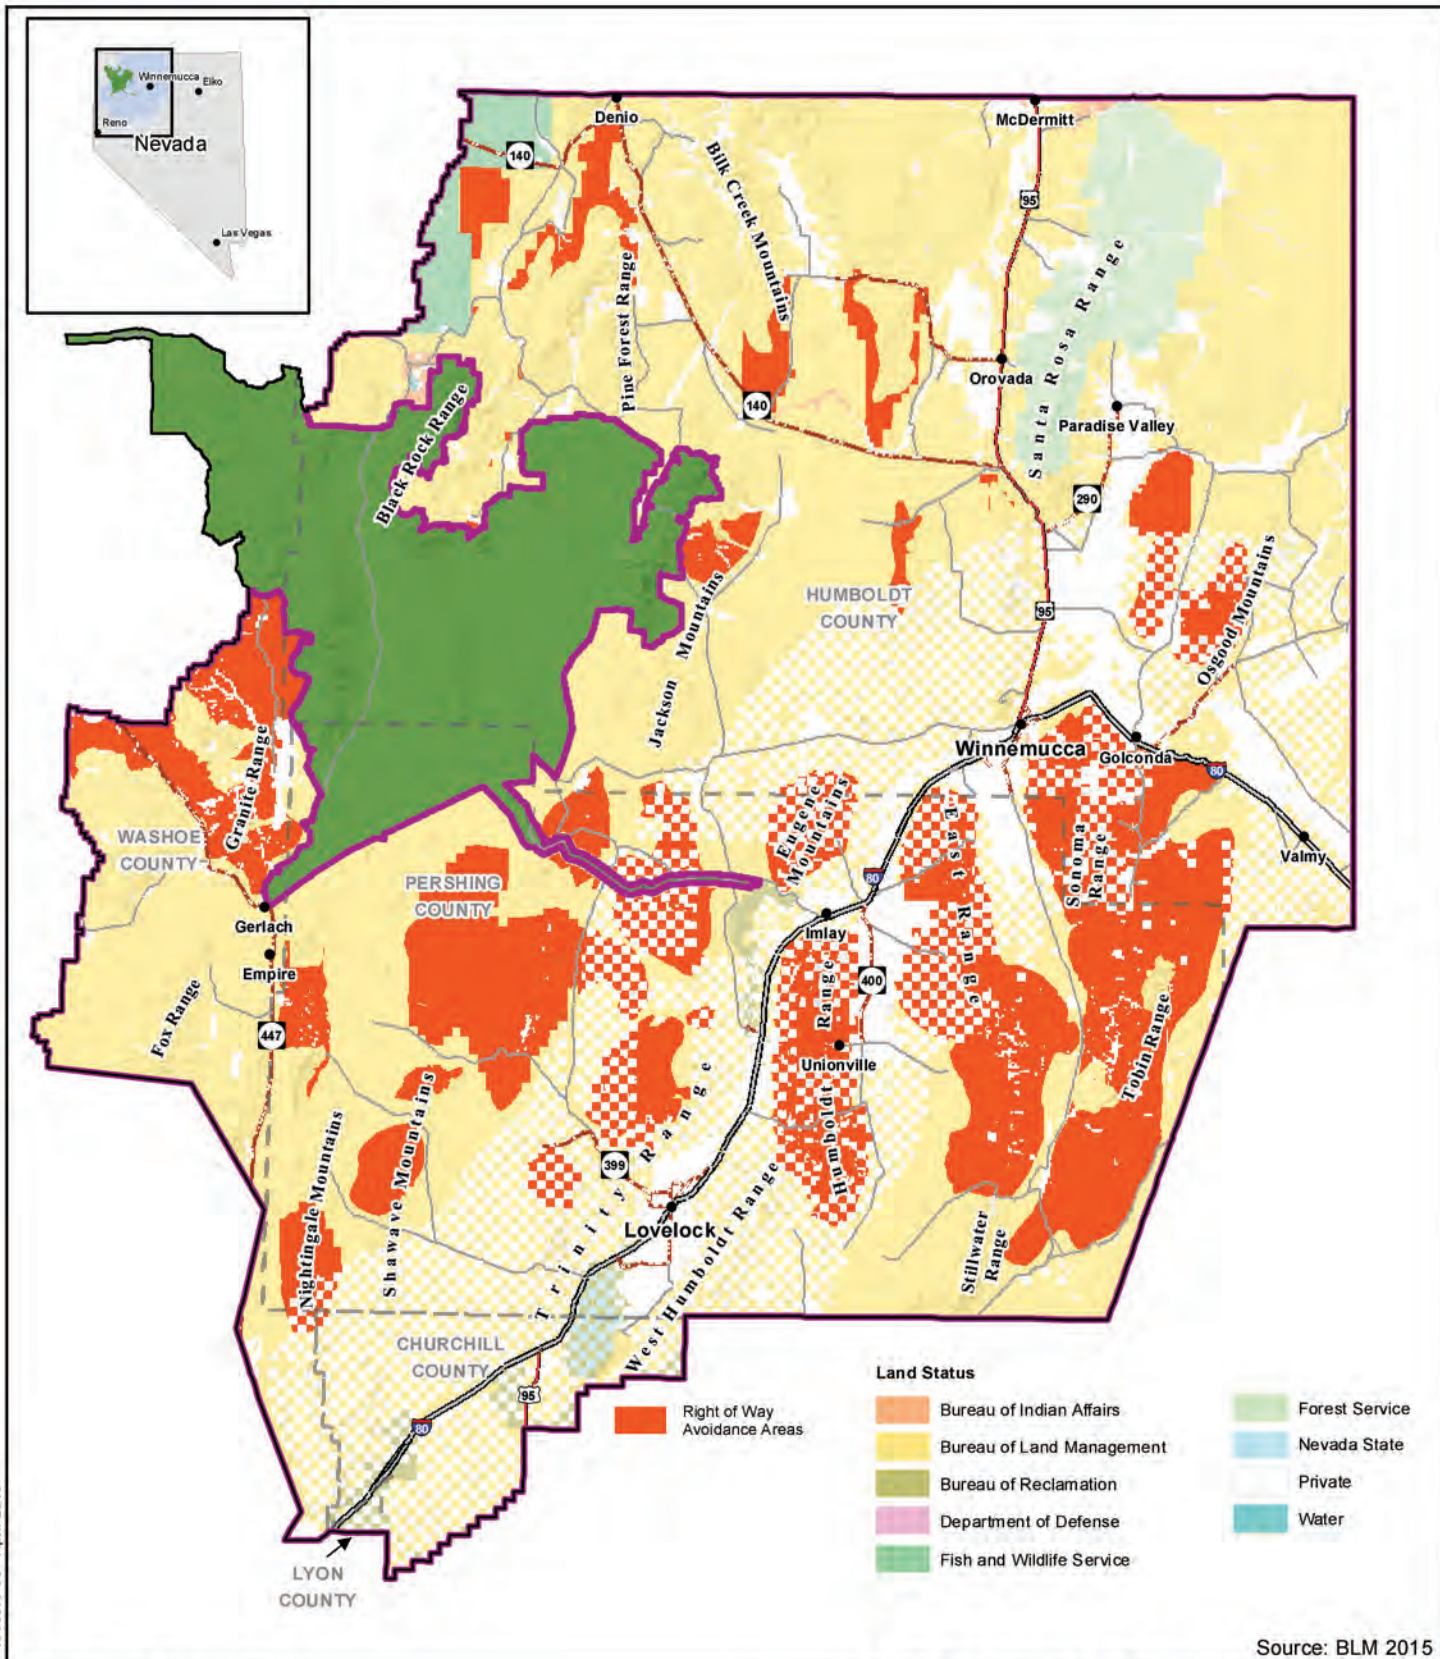 Winnemucca
Elko
Reno
Nevada
Las Vegas
Denio
McDermitt
140
95
Bilk Creek Mountains
Pine Forest Range
Santa Rosa Range
Orovada
140
Paradise Valley
Black Rock Range
290
HUMBOLDT
COUNTY
95
Osgood Mountains
Jackson Mountains
Winnemucca
Golconda
80
Granite Range
WASHOE
COUNTY
Eugene
Mountains
East Range
Sonoma
Range
Valmy
PERSHING
COUNTY
80
Gerlach
Imlay
Empire
400
Fox Range
447
Humboldt Range
Unionville
Tobin Range
Nightingale Mountains
Shawave Mountains
399
Trinity Range
Lovelock
West Humboldt Range
Stillwater
Range
CHURCHILL
COUNTY
95
80
LYON
COUNTY
Right of Way
Avoidance Areas
Land Status
Bureau of Indian Affairs
Bureau of Land Management
Bureau of Reclamation
Department of Defense
Fish and Wildlife Service
Forest Service
Nevada State
Private
Water
Source: BLM 2015